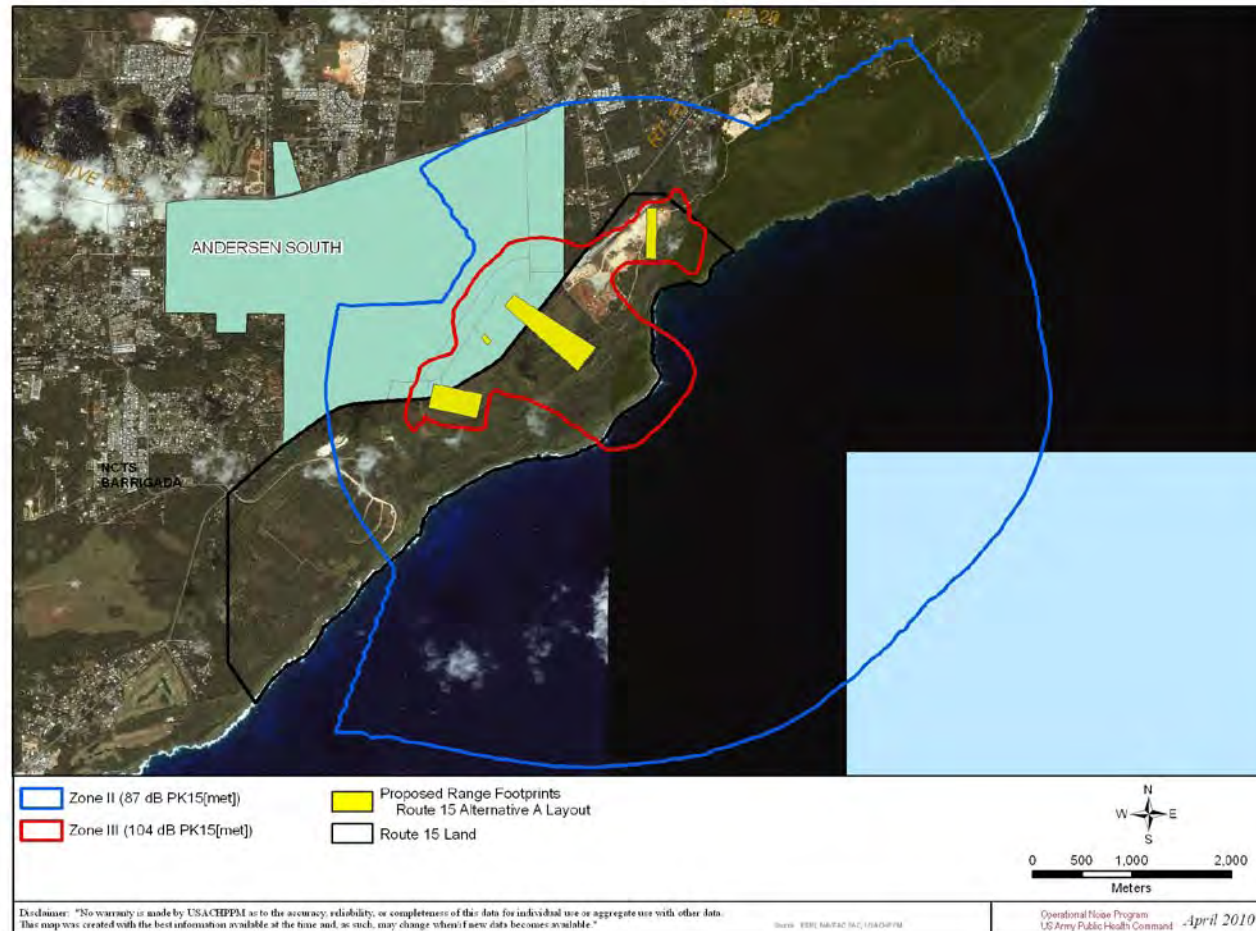 RT 29
RT 15
ANDERSEN SOUTH
NCTS
BARRIGADA
Zone II (87 dB PK15[met])
Zone III (104 dB PK15[met])
Proposed Range Footprints
Route 15 Alternative A Layout
Route 15 Land
N
W E
S
0 500 1,000 2,000
Meters
Disclaimer: "No warranty is made by USACHPPM as to the accuracy, reliability, or completeness of this data for individual use or aggregate use with other data.
This map was created with the best information available at the time and, as such, may change when/if new data becomes available."
Operational Noise Program
US Army Public Health Command
April 2010